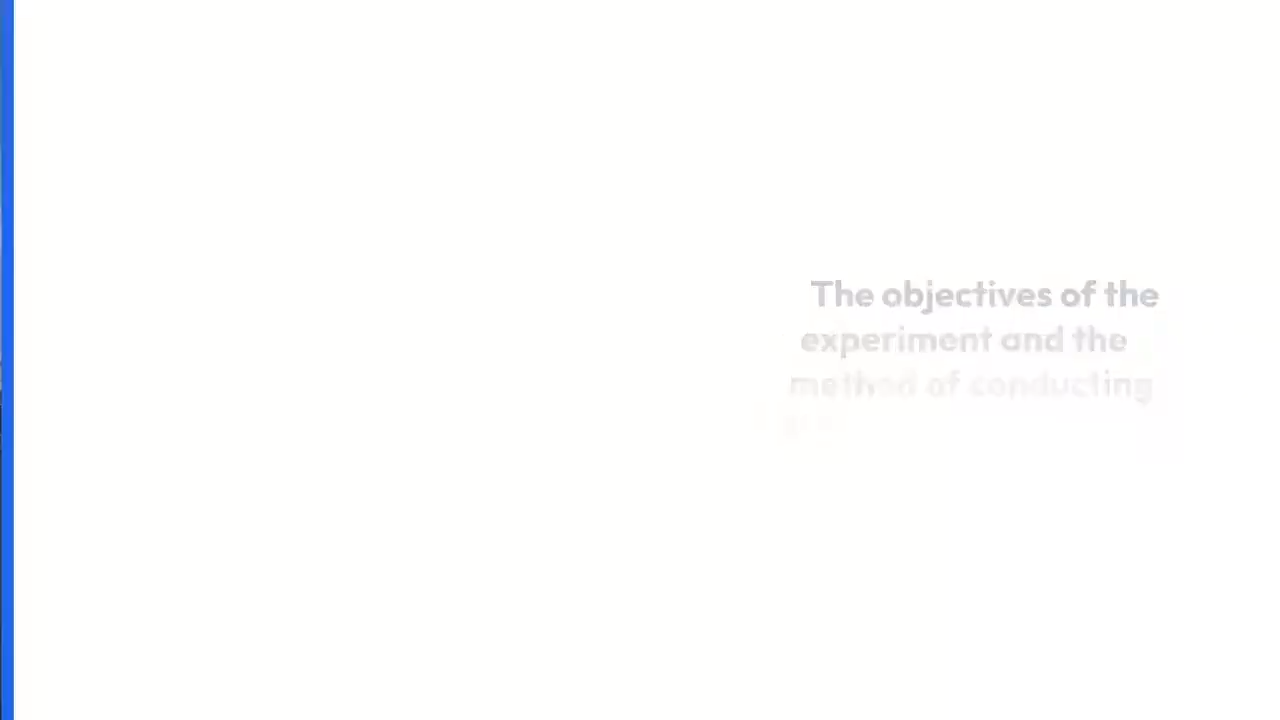 The objectives of the
experiment and the
method of conducting